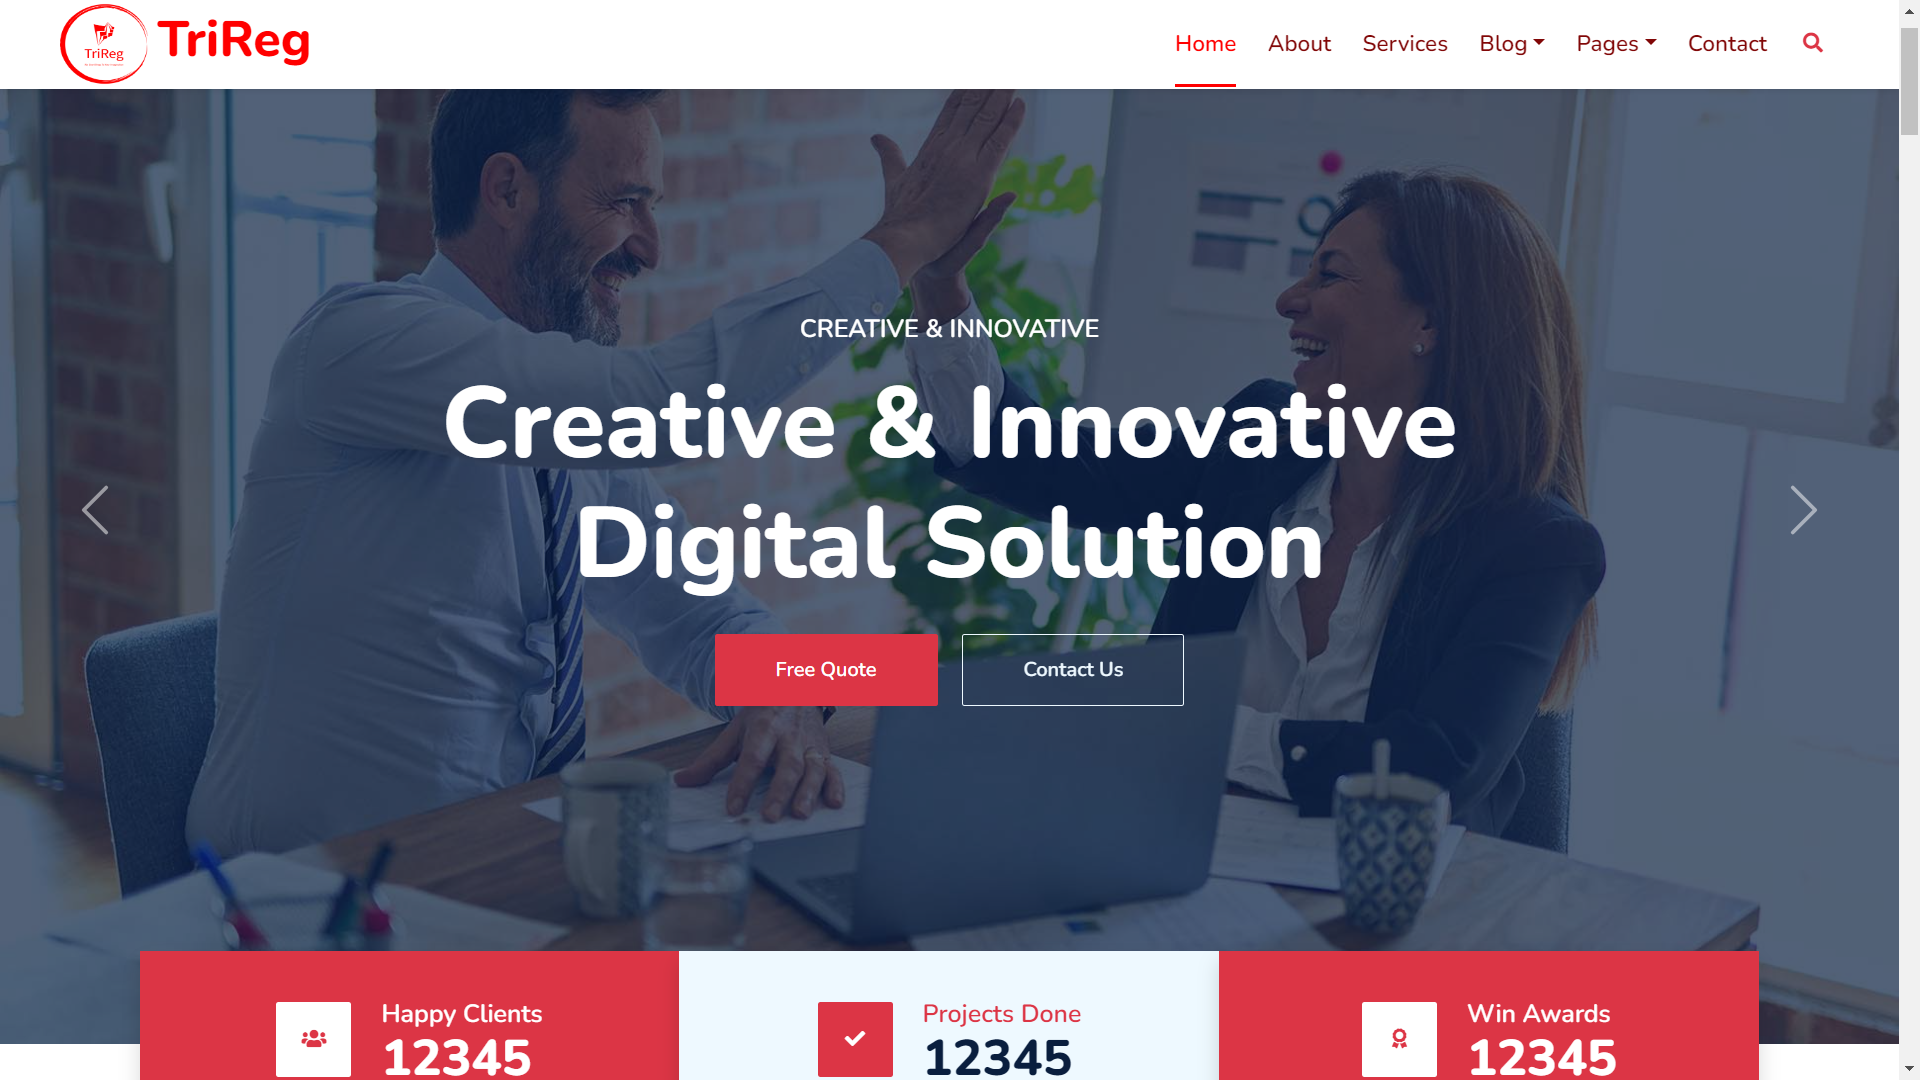 TriReg
TriReg
Home
About
Services
Blog
Pages
Contact
CREATIVE & INNOVATIVE
Creative & Innovative
Digital Solution
Free Quote
Contact Us
Happy Clients
12345
Projects Done
12345
Win Awards
12345